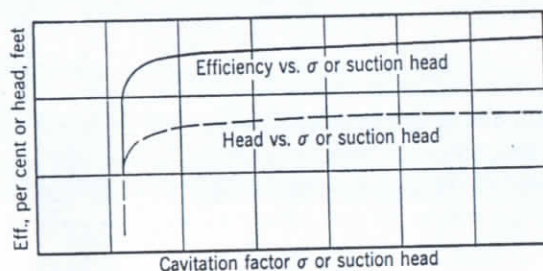 Eff., per cent or head, feet
Efficiency vs. σ or suction head
Head vs. σ or suction head
Cavitation factor σ or suction head